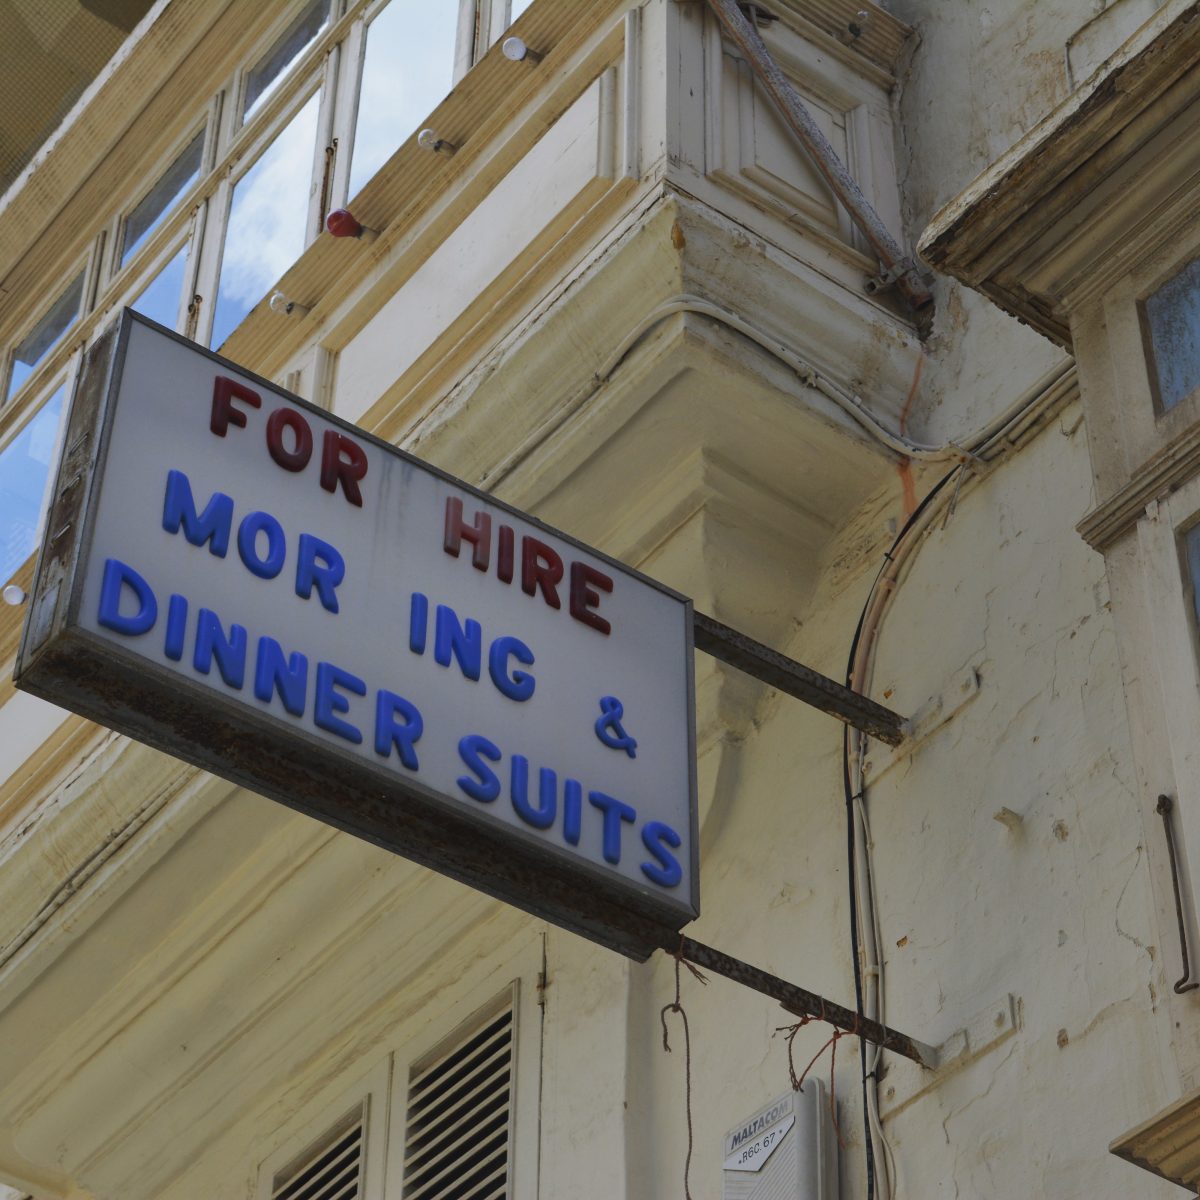 FOR HIRE
MOR ING &
DINNER SUITS
MALTACOM
•R6C.67•